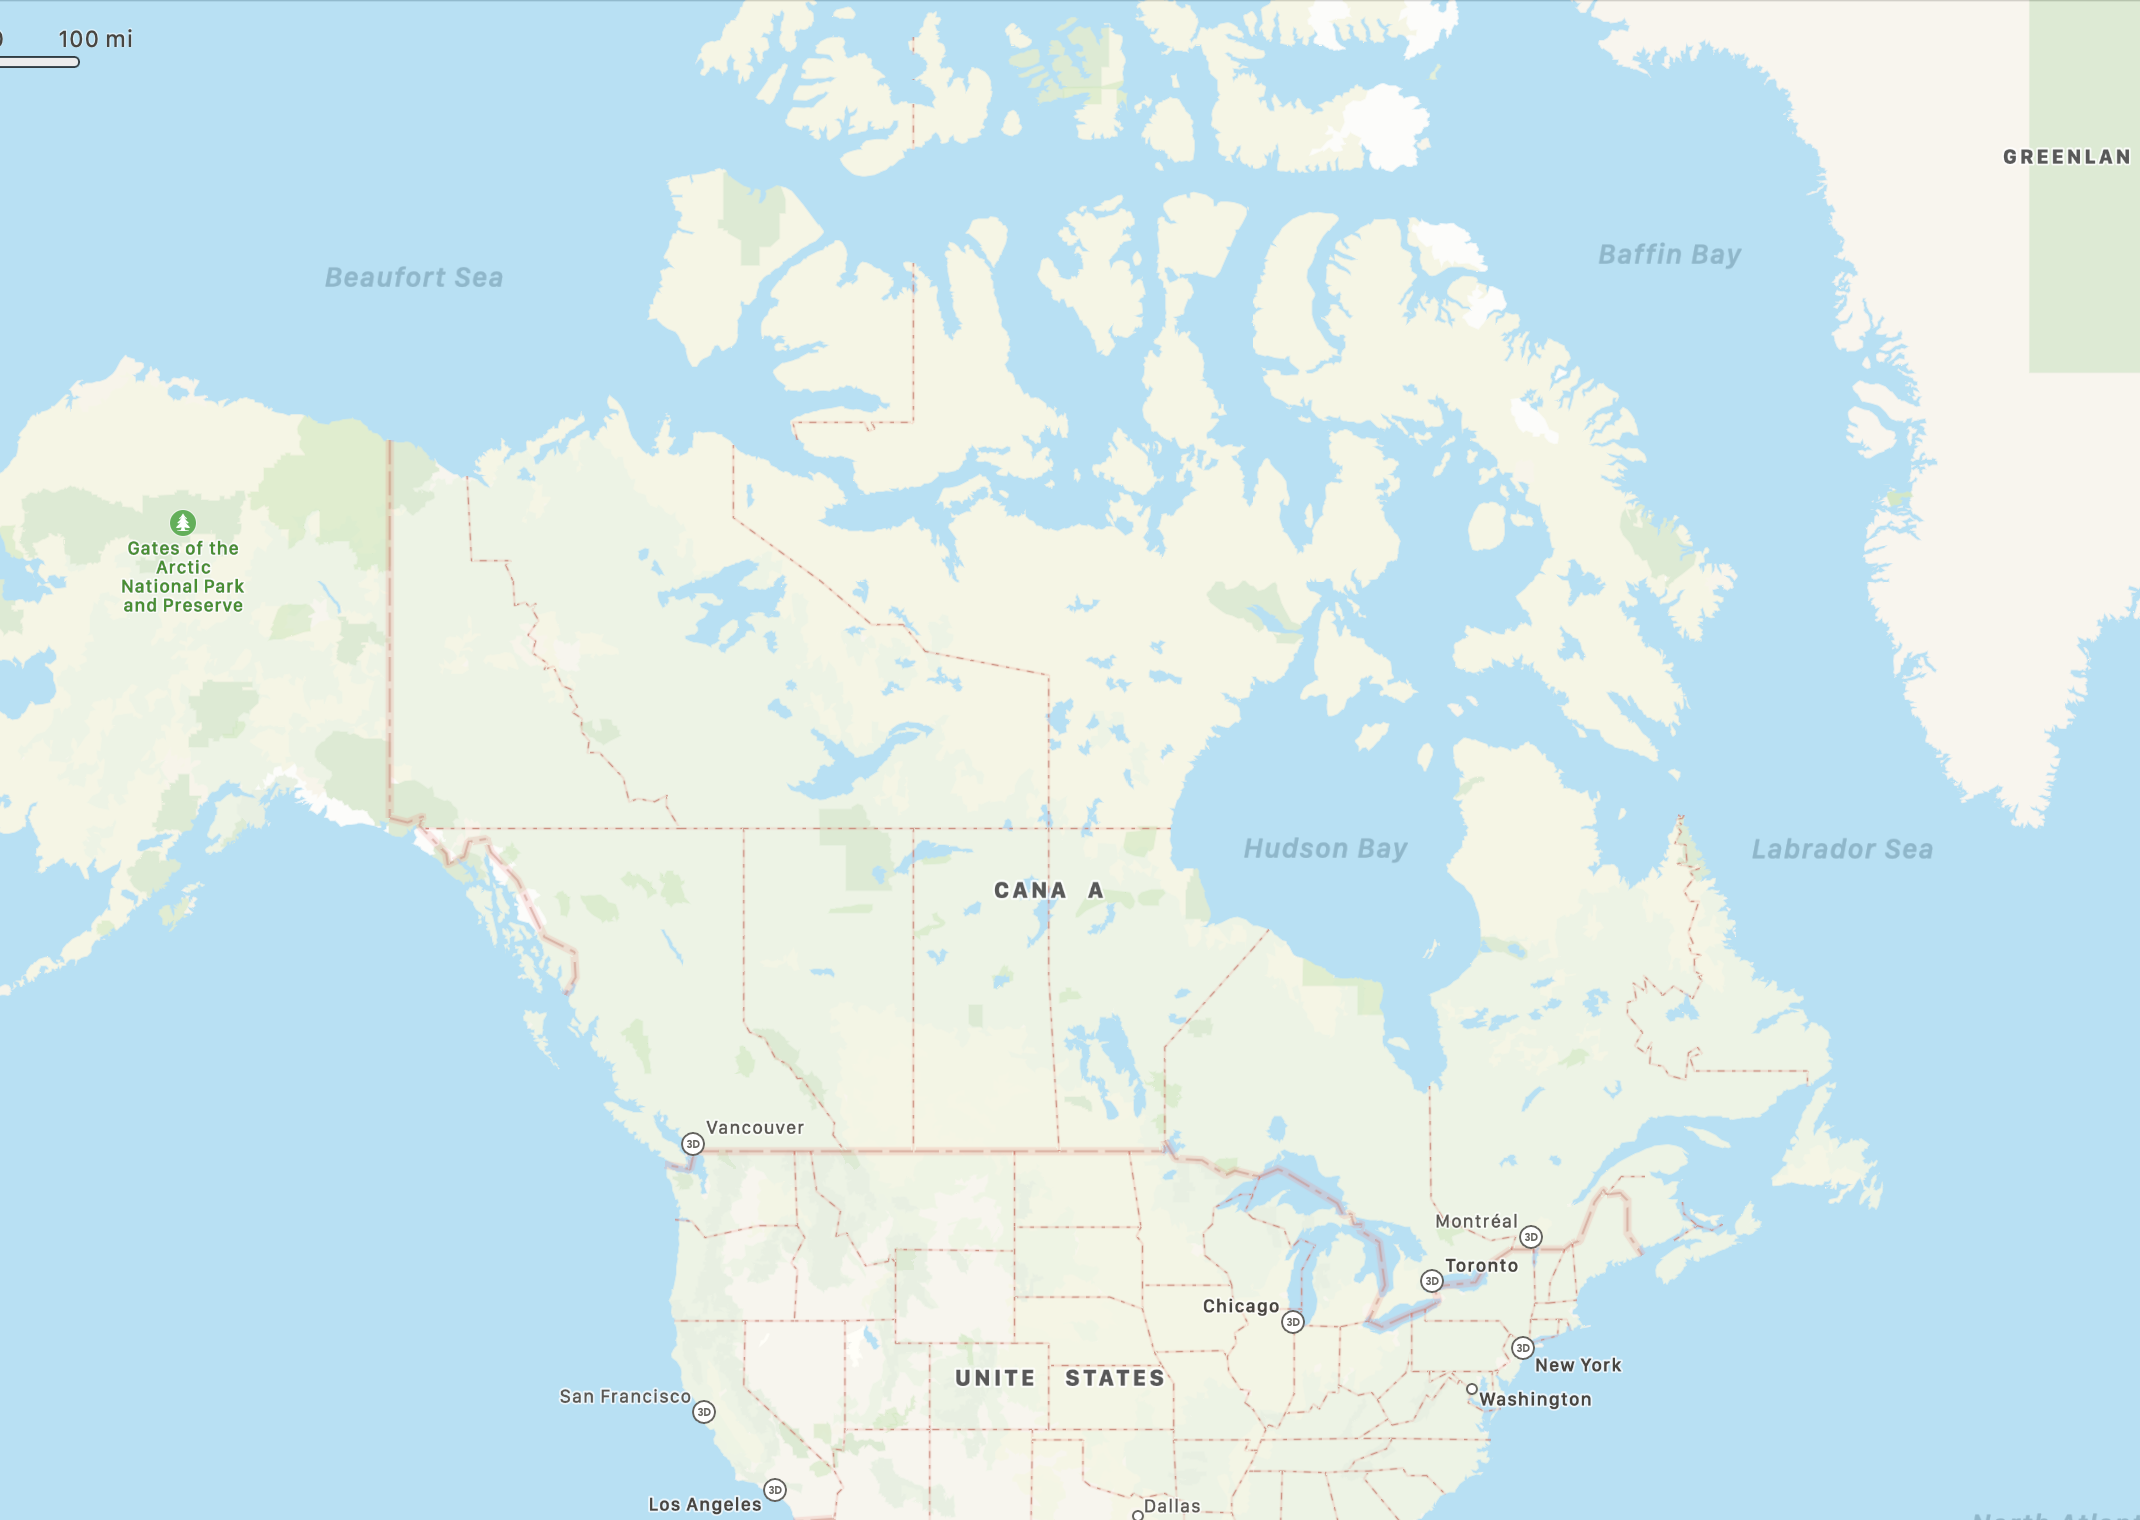 0 100 mi
GREENLAN
Baffin Bay
Beaufort Sea
Gates of the
Arctic
National Park
and Preserve
Hudson Bay
Labrador Sea
CANA A
Vancouver
3D
Montréal
3D
Toronto
3D
Chicago
3D
3D
New York
UNITE STATES
San Francisco
3D
Washington
3D
Los Angeles
Dallas